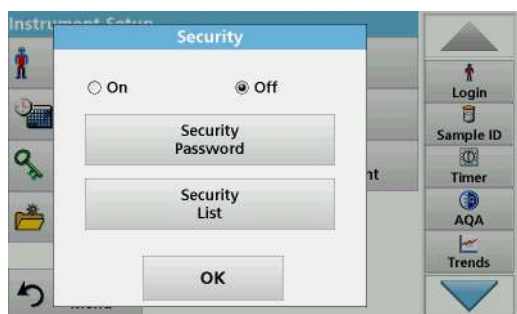 Security
On
Off
Security
Password
Security
List
OK
Login
Sample ID
Timer
AQA
Trends